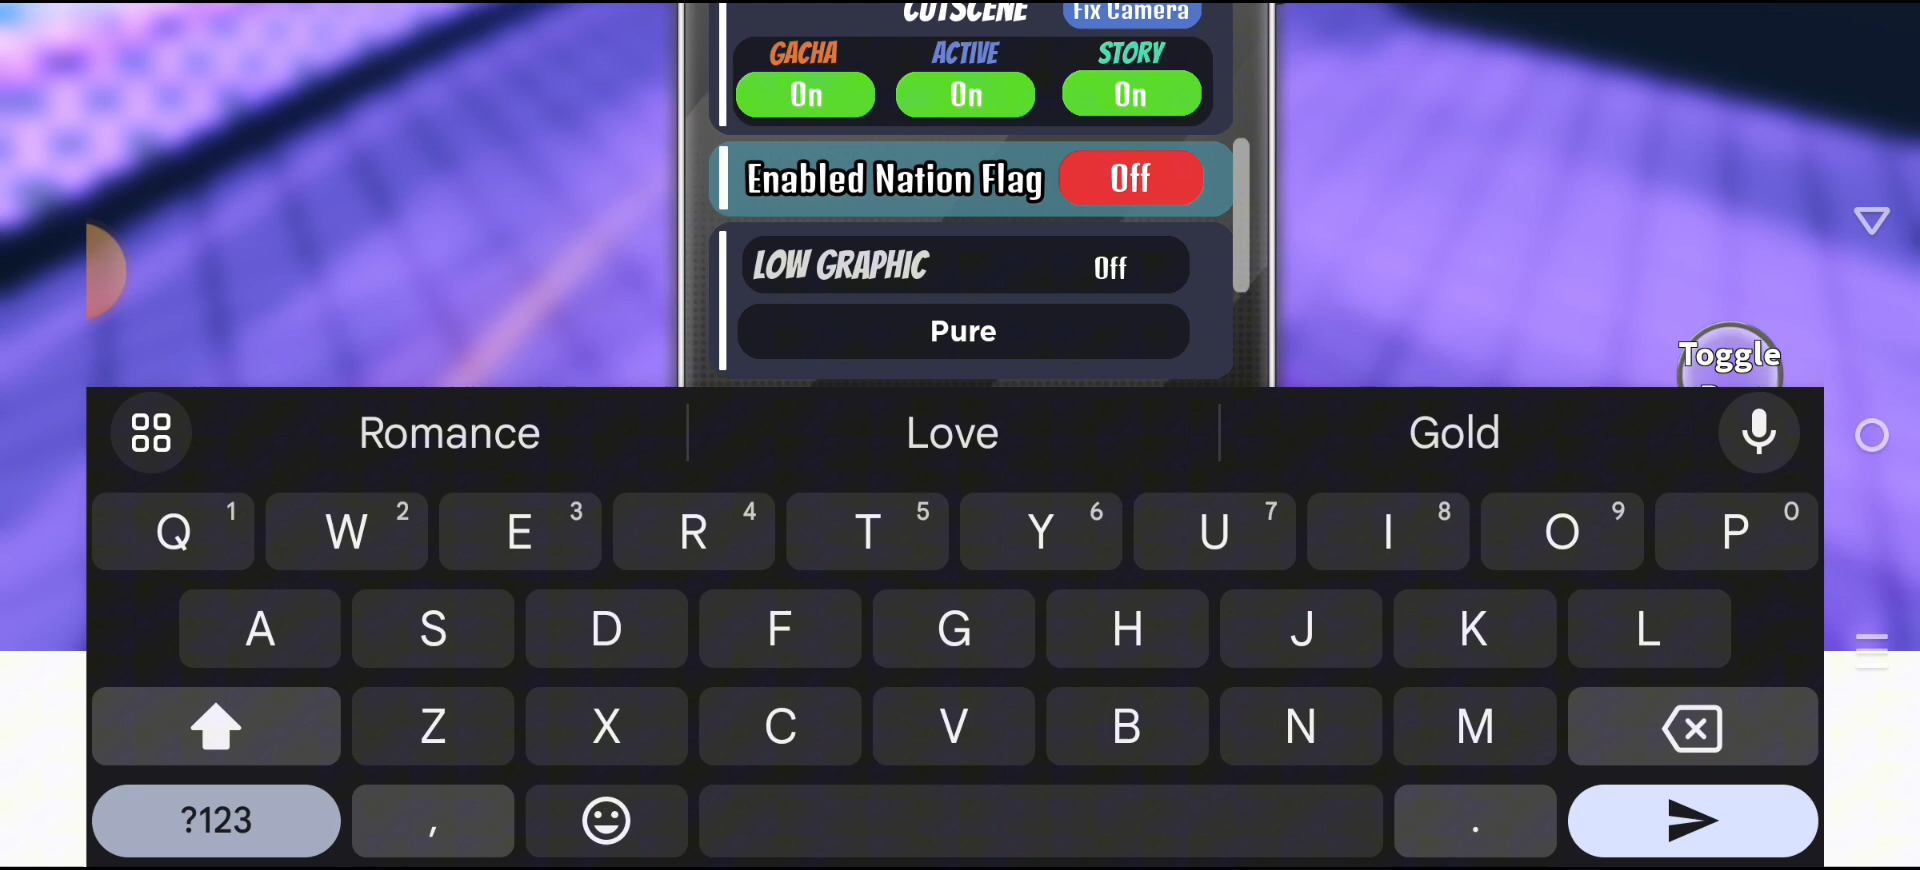 CUTSCENE Fix Camera
GACHA ACTIVE STORY
On On On
Enabled Nation Flag Off
LOW GRAPHIC Off
Pure
Toggle
Romance Love Gold
Q 1 W 2 E 3 R 4 T 5 Y 6 U 7 I 8 O 9 P 0
A S D F G H J K L
Z X C V B N M
?123 , .